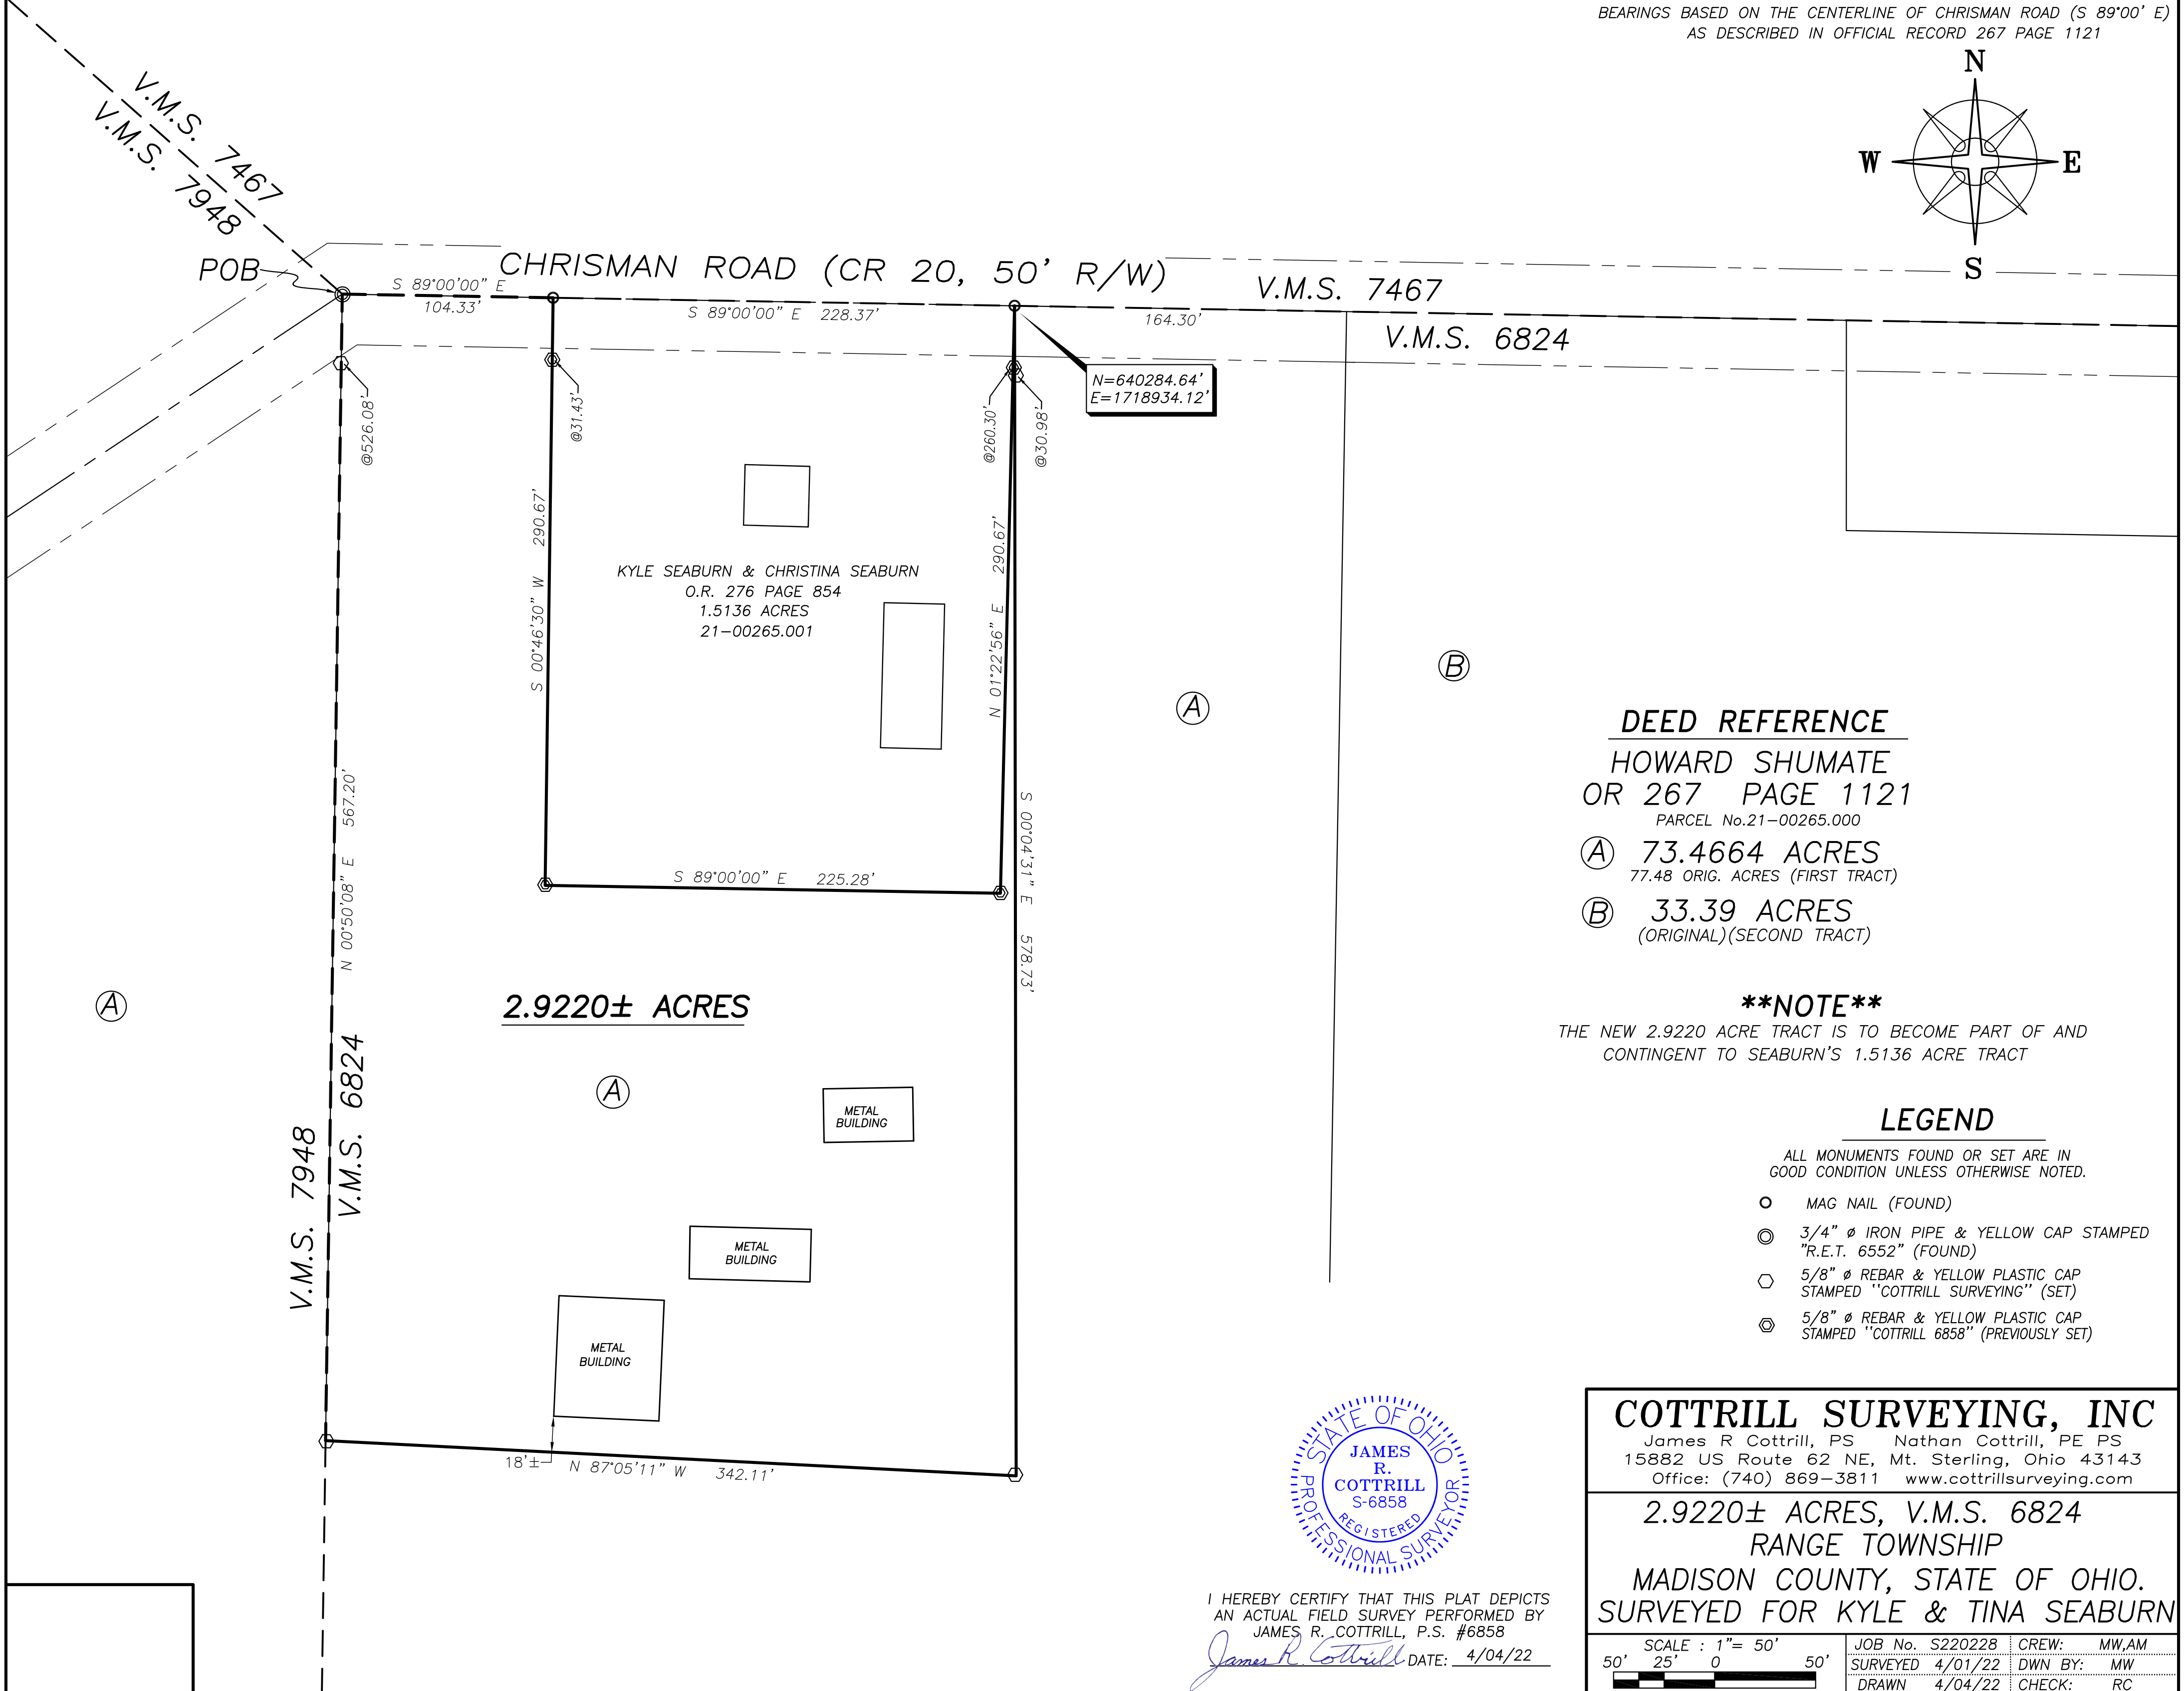 BEARINGS BASED ON THE CENTERLINE OF CHRISMAN ROAD (S 89°00' E)
AS DESCRIBED IN OFFICIAL RECORD 267 PAGE 1121
N
W
E
S
V.M.S. 7467
V.M.S. 7948
POB
S 89°00'00" E
104.33'
CHRISMAN ROAD (CR 20, 50' R/W)
S 89°00'00" E 228.37'
164.30'
V.M.S. 7467
V.M.S. 6824
N=640284.64'
E=1718934.12'
@526.08'
@31.43'
@260.30'
@30.98'
S 00°46'30" W 290.67'
N 01°22'56" E 290.67'
KYLE SEABURN & CHRISTINA SEABURN
O.R. 276 PAGE 854
1.5136 ACRES
21-00265.001
A
B
N 00°50'08" E 567.20'
S 00°04'31" E 578.73'
S 89°00'00" E 225.28'
A
2.9220± ACRES
A
V.M.S. 7948
V.M.S. 6824
METAL
BUILDING
METAL
BUILDING
METAL
BUILDING
18'±
N 87°05'11" W 342.11'
DEED REFERENCE
HOWARD SHUMATE
OR 267 PAGE 1121
PARCEL No.21-00265.000
A 73.4664 ACRES
77.48 ORIG. ACRES (FIRST TRACT)
B 33.39 ACRES
(ORIGINAL)(SECOND TRACT)
**NOTE**
THE NEW 2.9220 ACRE TRACT IS TO BECOME PART OF AND
CONTINGENT TO SEABURN'S 1.5136 ACRE TRACT
LEGEND
ALL MONUMENTS FOUND OR SET ARE IN
GOOD CONDITION UNLESS OTHERWISE NOTED.
MAG NAIL (FOUND)
3/4" ø IRON PIPE & YELLOW CAP STAMPED
"R.E.T. 6552" (FOUND)
5/8" ø REBAR & YELLOW PLASTIC CAP
STAMPED "COTTRILL SURVEYING" (SET)
5/8" ø REBAR & YELLOW PLASTIC CAP
STAMPED "COTTRILL 6858" (PREVIOUSLY SET)
STATE OF OHIO
JAMES
R.
COTTRILL
S-6858
REGISTERED
PROFESSIONAL SURVEYOR
I HEREBY CERTIFY THAT THIS PLAT DEPICTS
AN ACTUAL FIELD SURVEY PERFORMED BY
JAMES R. COTTRILL, P.S. #6858
James R. Cottrill DATE: 4/04/22
COTTRILL SURVEYING, INC
James R Cottrill, PS Nathan Cottrill, PE PS
15882 US Route 62 NE, Mt. Sterling, Ohio 43143
Office: (740) 869-3811 www.cottrillsurveying.com
2.9220± ACRES, V.M.S. 6824
RANGE TOWNSHIP
MADISON COUNTY, STATE OF OHIO.
SURVEYED FOR KYLE & TINA SEABURN
SCALE : 1"= 50'
50' 25' 0 50'
JOB No. S220228 CREW: MW,AM
SURVEYED 4/01/22 DWN BY: MW
DRAWN 4/04/22 CHECK: RC